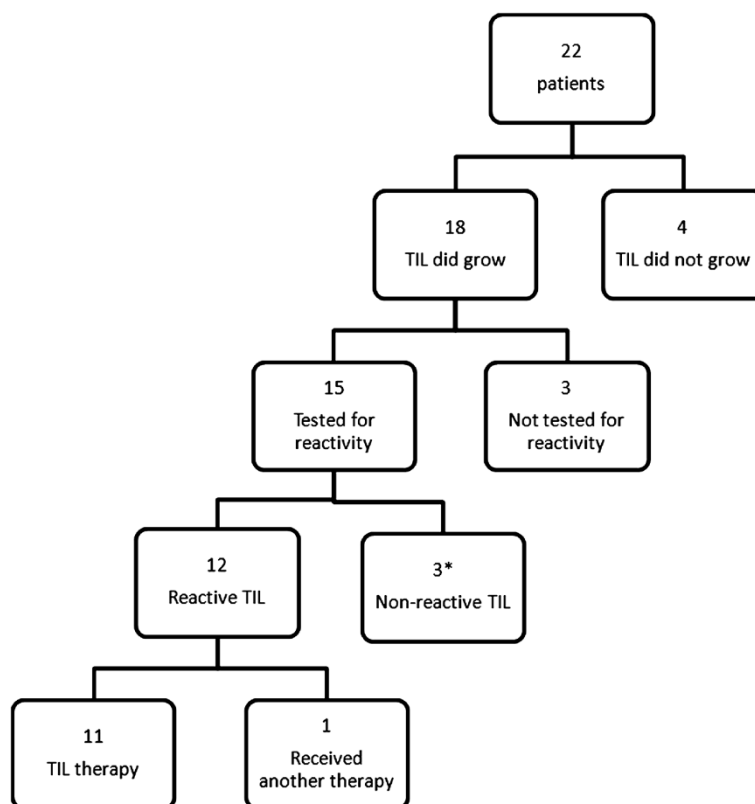 22
patients
18
TIL did grow
4
TIL did not grow
15
Tested for
reactivity
3
Not tested for
reactivity
12
Reactive TIL
3*
Non-reactive TIL
11
TIL therapy
1
Received
another therapy